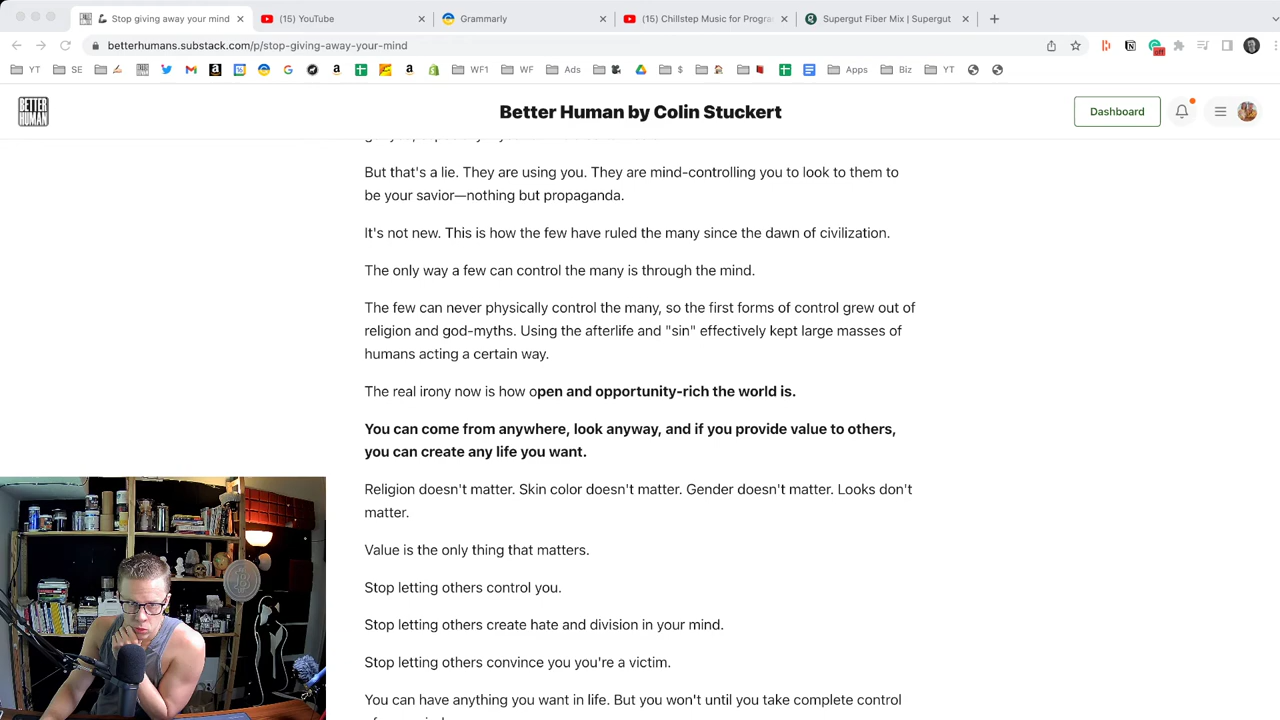 Stop giving away your mind
(15) YouTube
Grammarly
(15) Chillstep Music for Progra
Supergut Fiber Mix | Supergut
betterhumans.substack.com/p/stop-giving-away-your-mind
YT
SE
WF1
WF
Ads
$
Apps
Biz
YT
BETTER
HUMAN
Better Human by Colin Stuckert
Dashboard
But that's a lie. They are using you. They are mind-controlling you to look to them to
be your savior—nothing but propaganda.
It's not new. This is how the few have ruled the many since the dawn of civilization.
The only way a few can control the many is through the mind.
The few can never physically control the many, so the first forms of control grew out of
religion and god-myths. Using the afterlife and "sin" effectively kept large masses of
humans acting a certain way.
The real irony now is how open and opportunity-rich the world is.
You can come from anywhere, look anyway, and if you provide value to others,
you can create any life you want.
Religion doesn't matter. Skin color doesn't matter. Gender doesn't matter. Looks don't
matter.
Value is the only thing that matters.
Stop letting others control you.
Stop letting others create hate and division in your mind.
Stop letting others convince you you're a victim.
You can have anything you want in life. But you won't until you take complete control